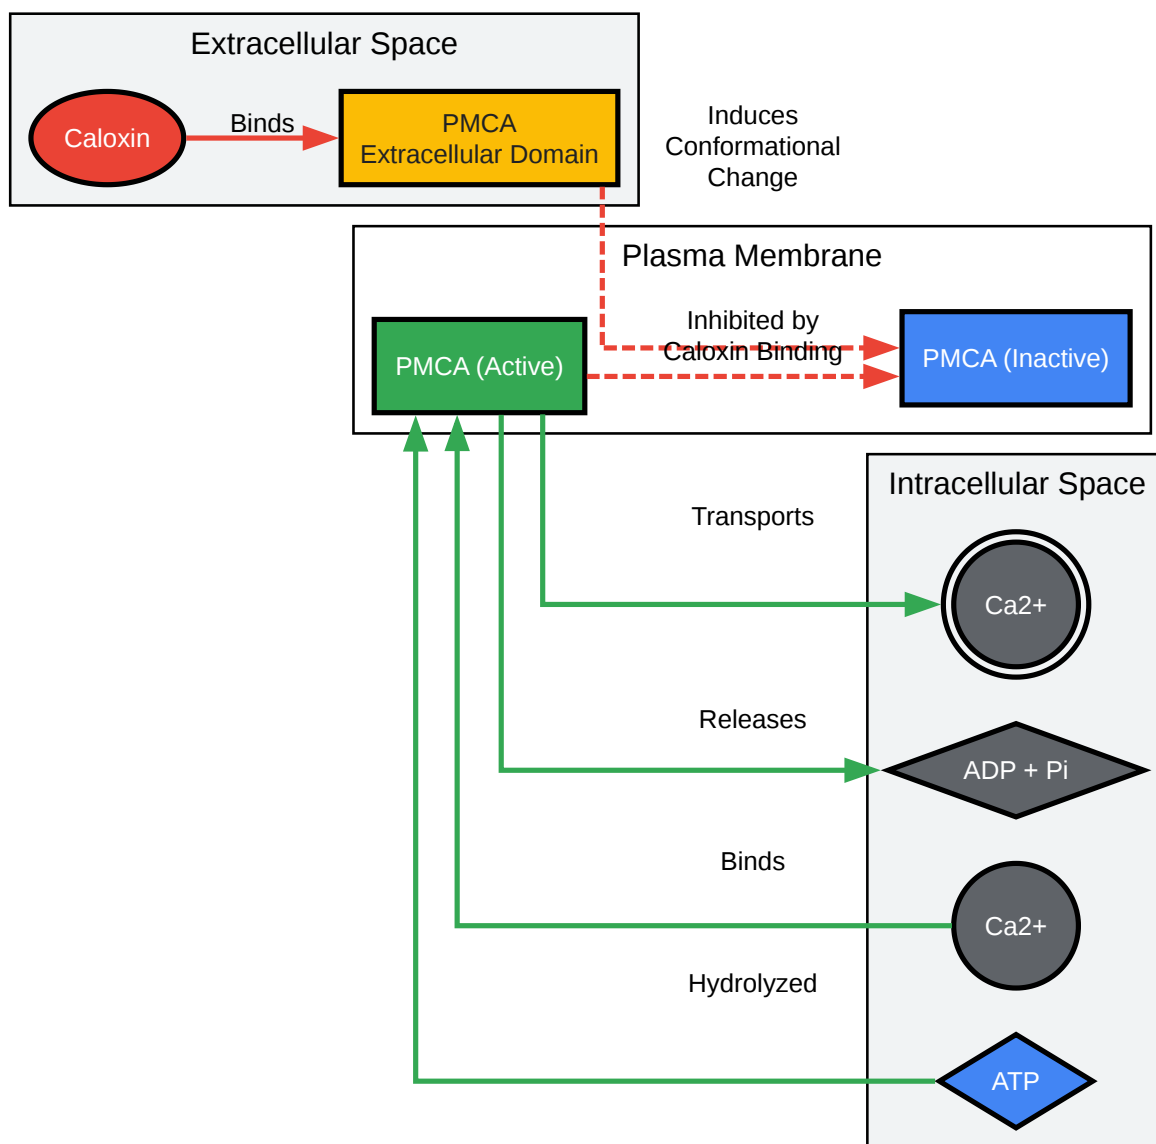 Extracellular Space
Caloxin
Binds
PMCA
Extracellular Domain
Induces
Conformational
Change
Plasma Membrane
PMCA (Active)
Inhibited by
Caloxin Binding
PMCA (Inactive)
Intracellular Space
Transports
Ca2+
Releases
ADP + Pi
Binds
Ca2+
Hydrolyzed
ATP